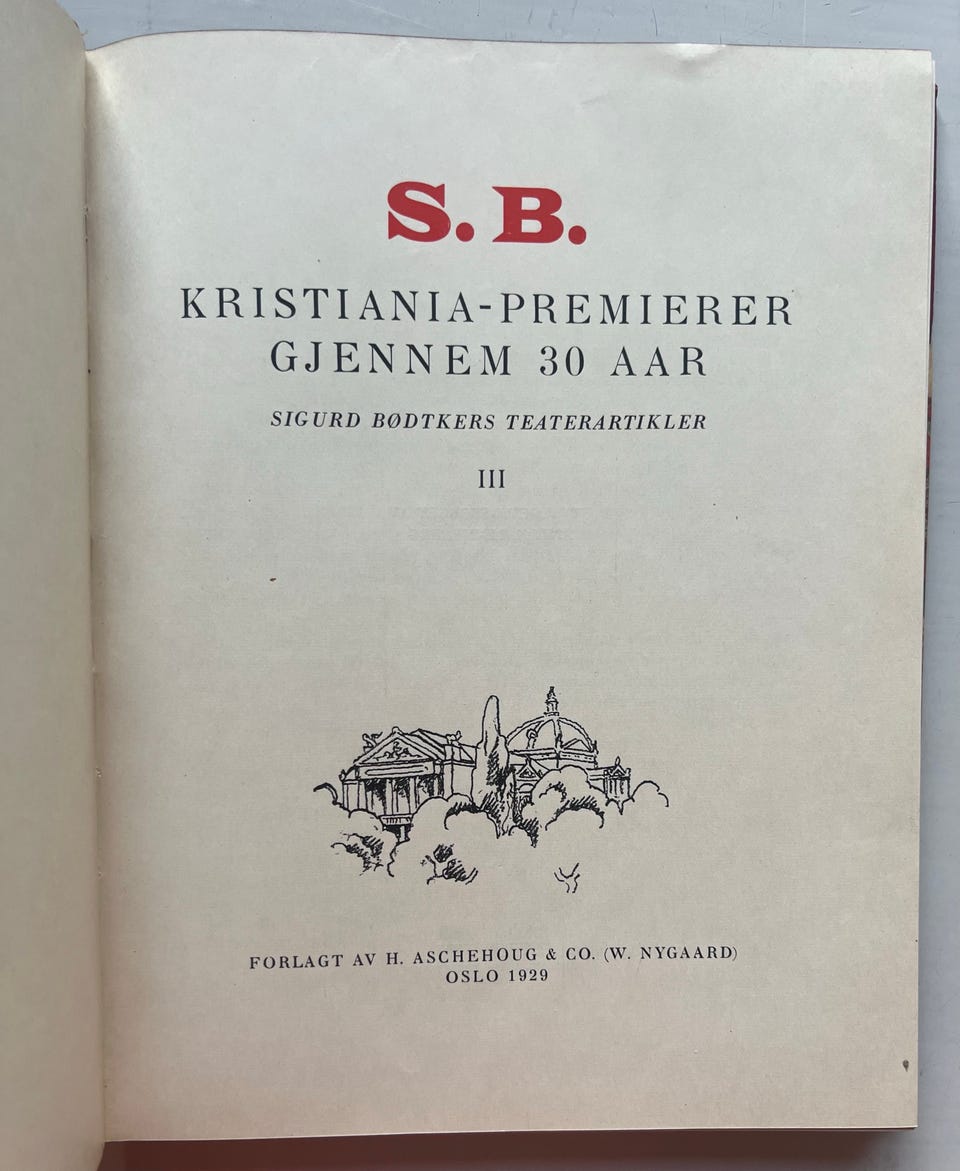 S. B.
KRISTIANIA-PREMIERER
GJENNEM 30 AAR
SIGURD BØDTKERS TEATERARTIKLER
III
FORLAGT AV H. ASCHEHOUG & CO. (W. NYGAARD)
OSLO 1929